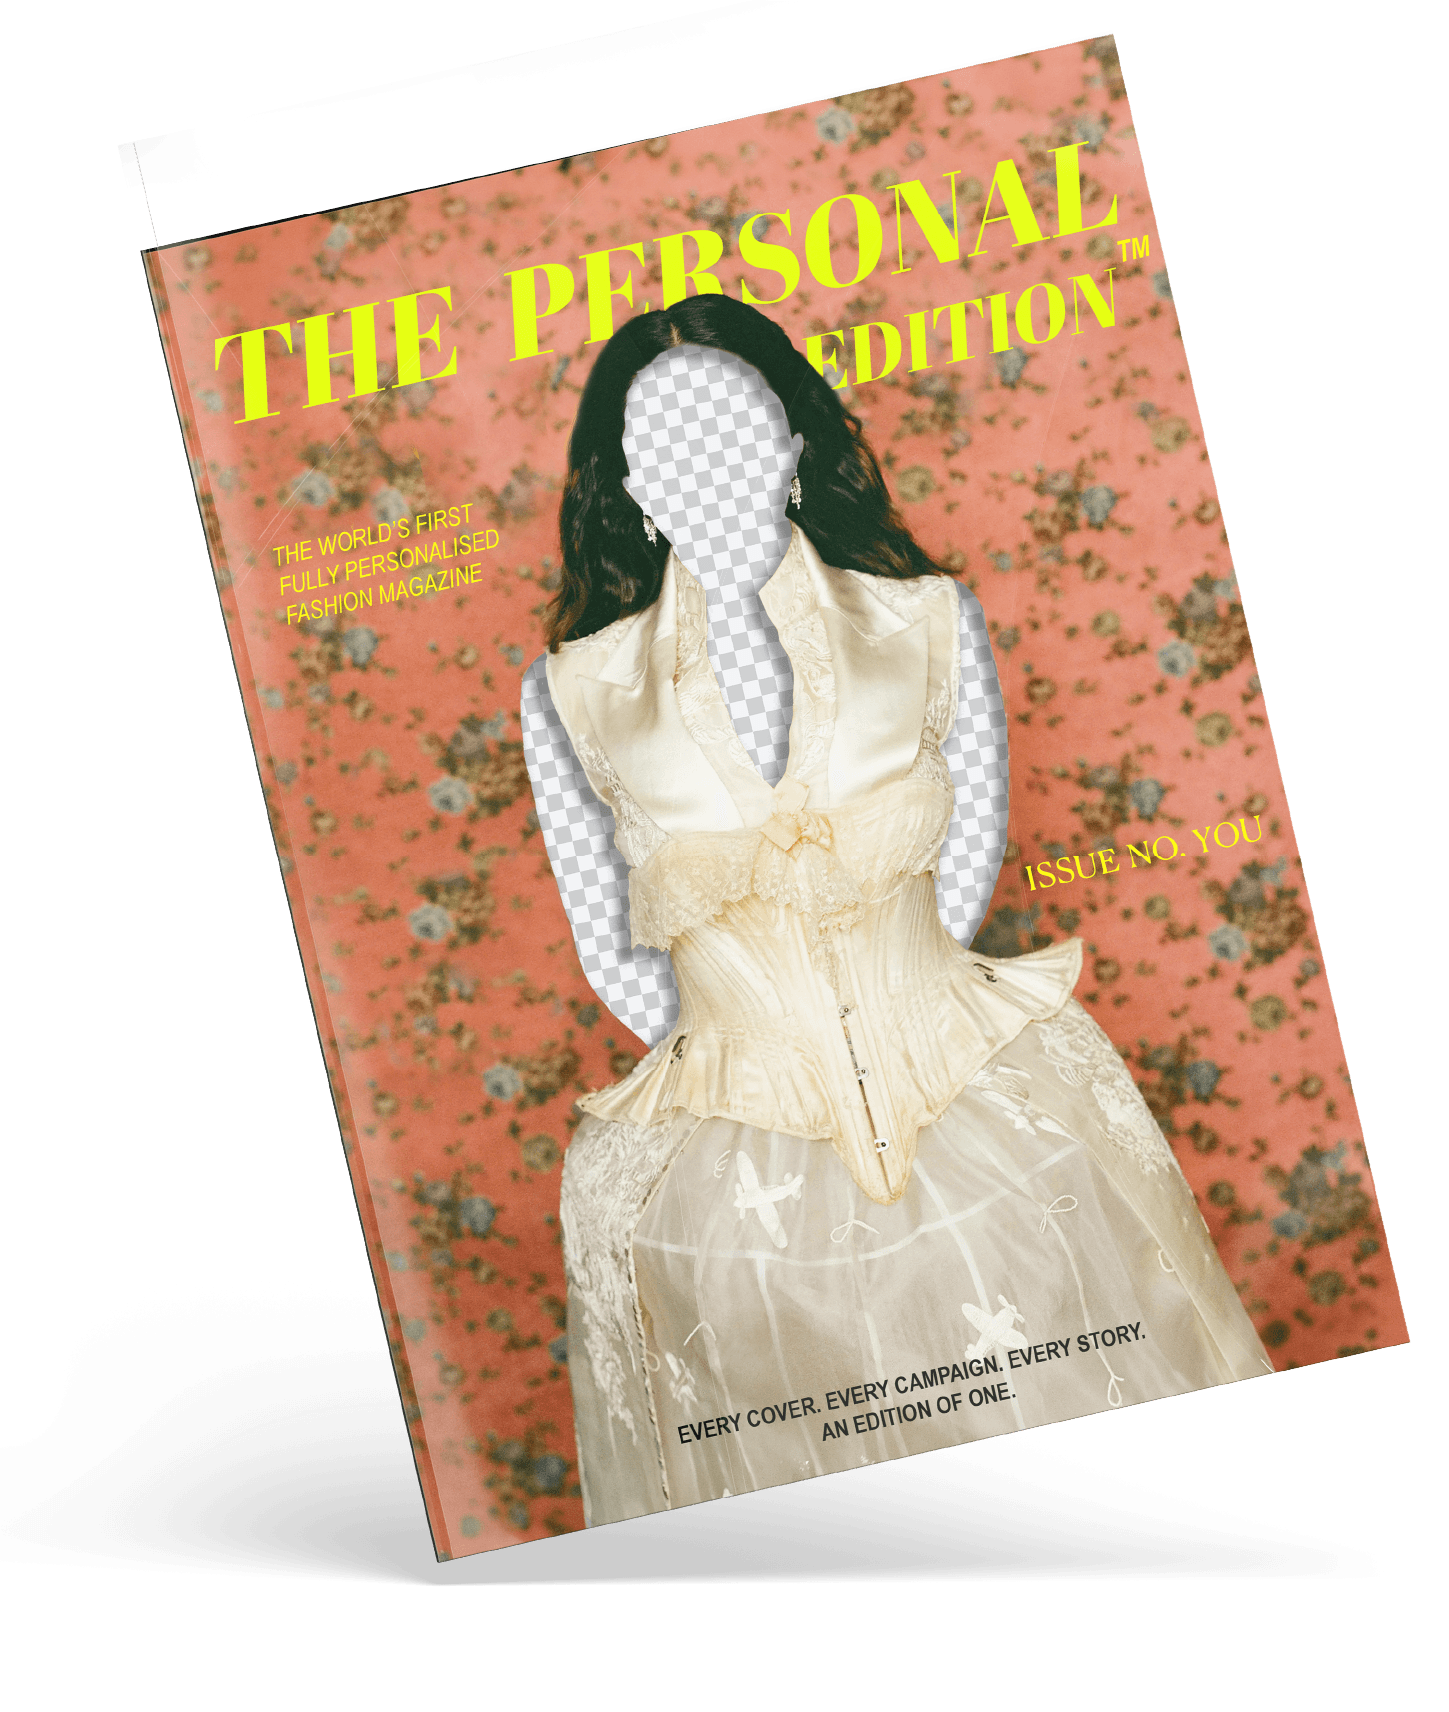 THE PERSONAL
EDITION™
THE WORLD'S FIRST
FULLY PERSONALISED
FASHION MAGAZINE
ISSUE NO. YOU
EVERY COVER. EVERY CAMPAIGN. EVERY STORY.
AN EDITION OF ONE.